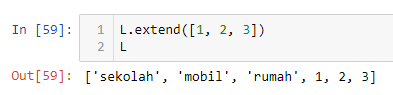 In [59]: 1 L.extend([1, 2, 3])
2 L
Out[59]: ['sekolah', 'mobil', 'rumah', 1, 2, 3]